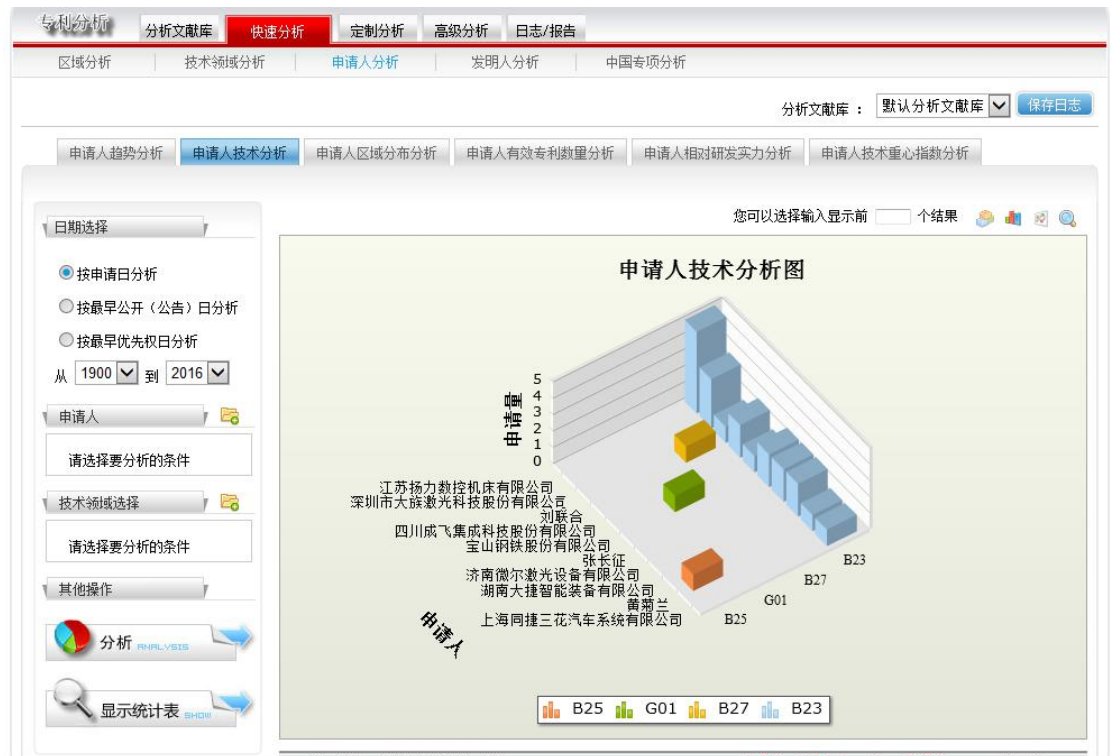 专利分析 分析文献库 快速分析 定制分析 高级分析 日志/报告
区域分析 技术领域分析 申请人分析 发明人分析 中国专项分析
分析文献库 ： 默认分析文献库 保存日志
申请人趋势分析 申请人技术分析 申请人区域分布分析 申请人有效专利数量分析 申请人相对研发实力分析 申请人技术重心指数分析
您可以选择输入显示前 个结果
日期选择
按申请日分析
按最早公开（公告）日分析
按最早优先权日分析
从 1900 到 2016
申请人
请选择要分析的条件
技术领域选择
请选择要分析的条件
其他操作
分析 ANALYSIS
显示统计表 SHOW
申请人技术分析图
申请量
5
4
3
2
1
0
江苏扬力数控机床有限公司
深圳市大族激光科技股份有限公司
刘联合
四川成飞集成科技股份有限公司
宝山钢铁股份有限公司
张长征
济南微尔激光设备有限公司
湖南大捷智能装备有限公司
黄菊兰
上海同捷三花汽车系统有限公司
申请人
B25
G01
B27
B23
B25 G01 B27 B23